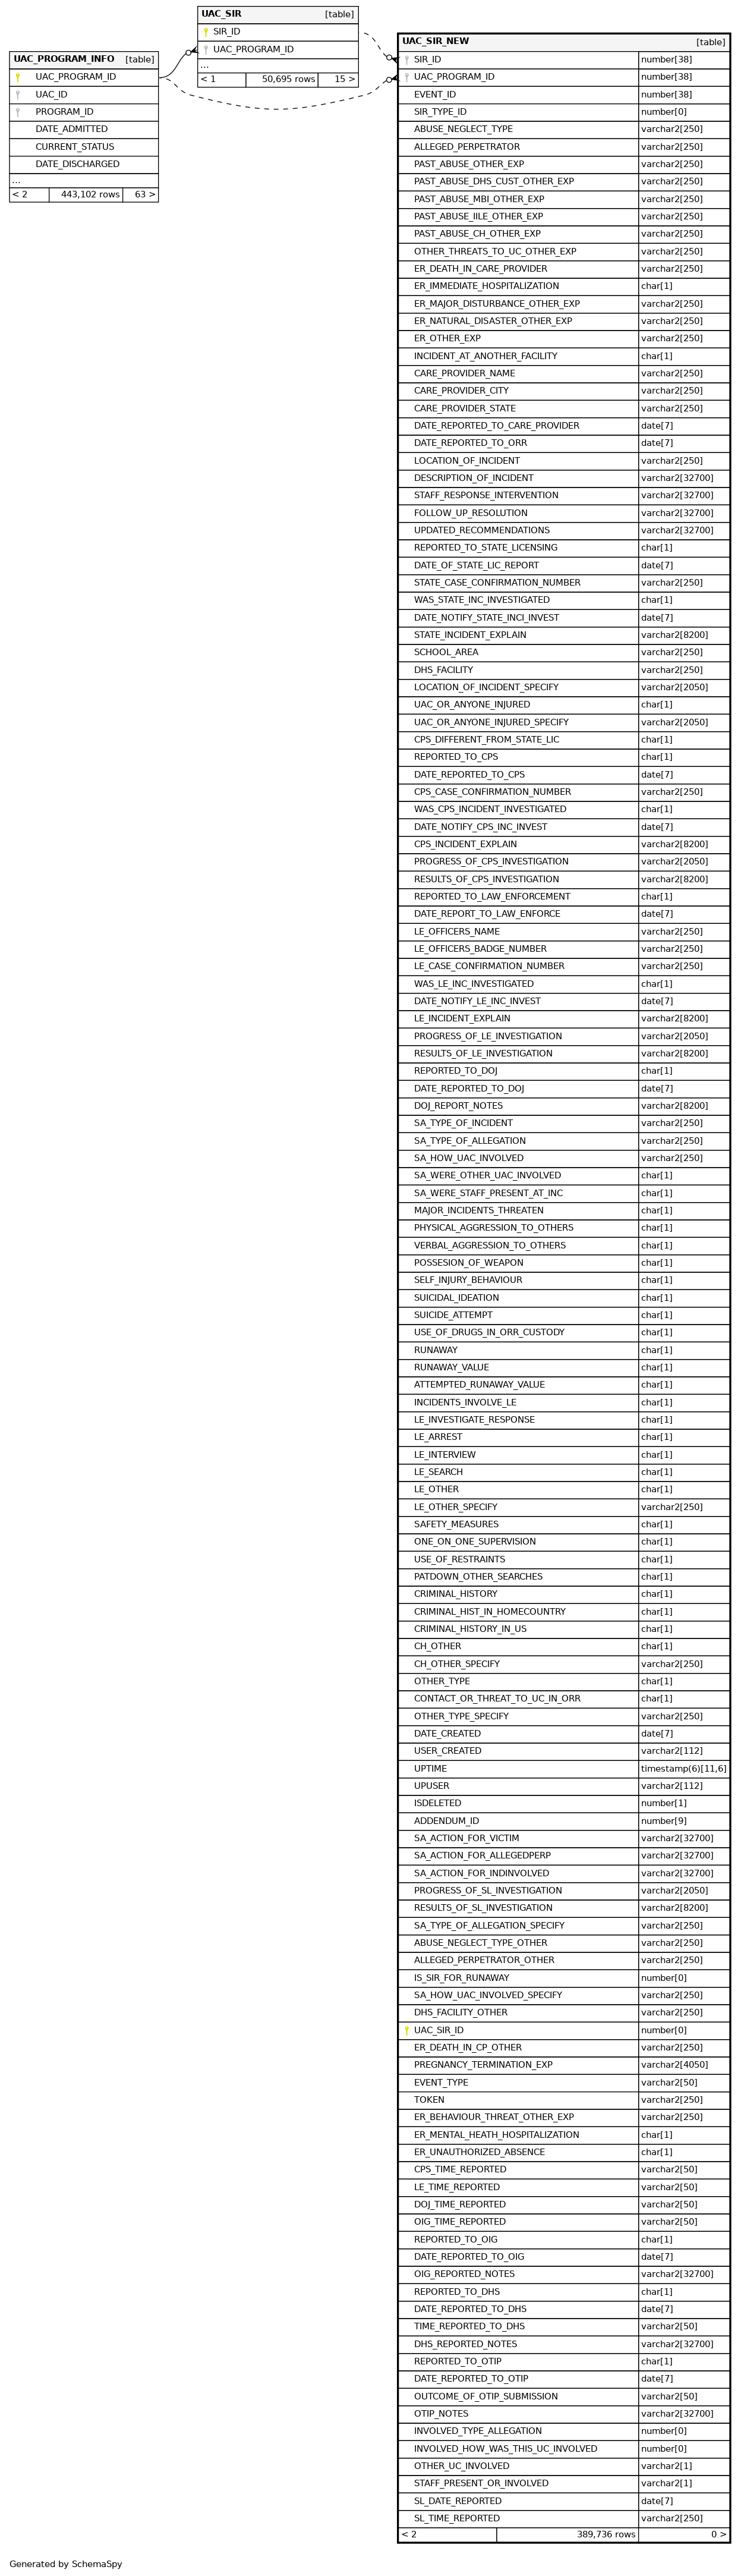 UAC_PROGRAM_INFO [table]
UAC_PROGRAM_ID
UAC_ID
PROGRAM_ID
DATE_ADMITTED
CURRENT_STATUS
DATE_DISCHARGED
...
< 2 443,102 rows 63 >
UAC_SIR [table]
SIR_ID
UAC_PROGRAM_ID
...
< 1 50,695 rows 15 >
UAC_SIR_NEW [table]
SIR_ID number[38]
UAC_PROGRAM_ID number[38]
EVENT_ID number[38]
SIR_TYPE_ID number[0]
ABUSE_NEGLECT_TYPE varchar2[250]
ALLEGED_PERPETRATOR varchar2[250]
PAST_ABUSE_OTHER_EXP varchar2[250]
PAST_ABUSE_DHS_CUST_OTHER_EXP varchar2[250]
PAST_ABUSE_MBI_OTHER_EXP varchar2[250]
PAST_ABUSE_IILE_OTHER_EXP varchar2[250]
PAST_ABUSE_CH_OTHER_EXP varchar2[250]
OTHER_THREATS_TO_UC_OTHER_EXP varchar2[250]
ER_DEATH_IN_CARE_PROVIDER varchar2[250]
ER_IMMEDIATE_HOSPITALIZATION char[1]
ER_MAJOR_DISTURBANCE_OTHER_EXP varchar2[250]
ER_NATURAL_DISASTER_OTHER_EXP varchar2[250]
ER_OTHER_EXP varchar2[250]
INCIDENT_AT_ANOTHER_FACILITY char[1]
CARE_PROVIDER_NAME varchar2[250]
CARE_PROVIDER_CITY varchar2[250]
CARE_PROVIDER_STATE varchar2[250]
DATE_REPORTED_TO_CARE_PROVIDER date[7]
DATE_REPORTED_TO_ORR date[7]
LOCATION_OF_INCIDENT varchar2[250]
DESCRIPTION_OF_INCIDENT varchar2[32700]
STAFF_RESPONSE_INTERVENTION varchar2[32700]
FOLLOW_UP_RESOLUTION varchar2[32700]
UPDATED_RECOMMENDATIONS varchar2[32700]
REPORTED_TO_STATE_LICENSING char[1]
DATE_OF_STATE_LIC_REPORT date[7]
STATE_CASE_CONFIRMATION_NUMBER varchar2[250]
WAS_STATE_INC_INVESTIGATED char[1]
DATE_NOTIFY_STATE_INCI_INVEST date[7]
STATE_INCIDENT_EXPLAIN varchar2[8200]
SCHOOL_AREA varchar2[250]
DHS_FACILITY varchar2[250]
LOCATION_OF_INCIDENT_SPECIFY varchar2[2050]
UAC_OR_ANYONE_INJURED char[1]
UAC_OR_ANYONE_INJURED_SPECIFY varchar2[2050]
CPS_DIFFERENT_FROM_STATE_LIC char[1]
REPORTED_TO_CPS char[1]
DATE_REPORTED_TO_CPS date[7]
CPS_CASE_CONFIRMATION_NUMBER varchar2[250]
WAS_CPS_INCIDENT_INVESTIGATED char[1]
DATE_NOTIFY_CPS_INC_INVEST date[7]
CPS_INCIDENT_EXPLAIN varchar2[8200]
PROGRESS_OF_CPS_INVESTIGATION varchar2[2050]
RESULTS_OF_CPS_INVESTIGATION varchar2[8200]
REPORTED_TO_LAW_ENFORCEMENT char[1]
DATE_REPORT_TO_LAW_ENFORCE date[7]
LE_OFFICERS_NAME varchar2[250]
LE_OFFICERS_BADGE_NUMBER varchar2[250]
LE_CASE_CONFIRMATION_NUMBER varchar2[250]
WAS_LE_INC_INVESTIGATED char[1]
DATE_NOTIFY_LE_INC_INVEST date[7]
LE_INCIDENT_EXPLAIN varchar2[8200]
PROGRESS_OF_LE_INVESTIGATION varchar2[2050]
RESULTS_OF_LE_INVESTIGATION varchar2[8200]
REPORTED_TO_DOJ char[1]
DATE_REPORTED_TO_DOJ date[7]
DOJ_REPORT_NOTES varchar2[8200]
SA_TYPE_OF_INCIDENT varchar2[250]
SA_TYPE_OF_ALLEGATION varchar2[250]
SA_HOW_UAC_INVOLVED varchar2[250]
SA_WERE_OTHER_UAC_INVOLVED char[1]
SA_WERE_STAFF_PRESENT_AT_INC char[1]
MAJOR_INCIDENTS_THREATEN char[1]
PHYSICAL_AGGRESSION_TO_OTHERS char[1]
VERBAL_AGGRESSION_TO_OTHERS char[1]
POSSESION_OF_WEAPON char[1]
SELF_INJURY_BEHAVIOUR char[1]
SUICIDAL_IDEATION char[1]
SUICIDE_ATTEMPT char[1]
USE_OF_DRUGS_IN_ORR_CUSTODY char[1]
RUNAWAY char[1]
RUNAWAY_VALUE char[1]
ATTEMPTED_RUNAWAY_VALUE char[1]
INCIDENTS_INVOLVE_LE char[1]
LE_INVESTIGATE_RESPONSE char[1]
LE_ARREST char[1]
LE_INTERVIEW char[1]
LE_SEARCH char[1]
LE_OTHER char[1]
LE_OTHER_SPECIFY varchar2[250]
SAFETY_MEASURES char[1]
ONE_ON_ONE_SUPERVISION char[1]
USE_OF_RESTRAINTS char[1]
PATDOWN_OTHER_SEARCHES char[1]
CRIMINAL_HISTORY char[1]
CRIMINAL_HIST_IN_HOMECOUNTRY char[1]
CRIMINAL_HISTORY_IN_US char[1]
CH_OTHER char[1]
CH_OTHER_SPECIFY varchar2[250]
OTHER_TYPE char[1]
CONTACT_OR_THREAT_TO_UC_IN_ORR char[1]
OTHER_TYPE_SPECIFY varchar2[250]
DATE_CREATED date[7]
USER_CREATED varchar2[112]
UPTIME timestamp(6)[11,6]
UPUSER varchar2[112]
ISDELETED number[1]
ADDENDUM_ID number[9]
SA_ACTION_FOR_VICTIM varchar2[32700]
SA_ACTION_FOR_ALLEGEDPERP varchar2[32700]
SA_ACTION_FOR_INDINVOLVED varchar2[32700]
PROGRESS_OF_SL_INVESTIGATION varchar2[2050]
RESULTS_OF_SL_INVESTIGATION varchar2[8200]
SA_TYPE_OF_ALLEGATION_SPECIFY varchar2[250]
ABUSE_NEGLECT_TYPE_OTHER varchar2[250]
ALLEGED_PERPETRATOR_OTHER varchar2[250]
IS_SIR_FOR_RUNAWAY number[0]
SA_HOW_UAC_INVOLVED_SPECIFY varchar2[250]
DHS_FACILITY_OTHER varchar2[250]
UAC_SIR_ID number[0]
ER_DEATH_IN_CP_OTHER varchar2[250]
PREGNANCY_TERMINATION_EXP varchar2[4050]
EVENT_TYPE varchar2[50]
TOKEN varchar2[250]
ER_BEHAVIOUR_THREAT_OTHER_EXP varchar2[250]
ER_MENTAL_HEATH_HOSPITALIZATION char[1]
ER_UNAUTHORIZED_ABSENCE char[1]
CPS_TIME_REPORTED varchar2[50]
LE_TIME_REPORTED varchar2[50]
DOJ_TIME_REPORTED varchar2[50]
OIG_TIME_REPORTED varchar2[50]
REPORTED_TO_OIG char[1]
DATE_REPORTED_TO_OIG date[7]
OIG_REPORTED_NOTES varchar2[32700]
REPORTED_TO_DHS char[1]
DATE_REPORTED_TO_DHS date[7]
TIME_REPORTED_TO_DHS varchar2[50]
DHS_REPORTED_NOTES varchar2[32700]
REPORTED_TO_OTIP char[1]
DATE_REPORTED_TO_OTIP date[7]
OUTCOME_OF_OTIP_SUBMISSION varchar2[50]
OTIP_NOTES varchar2[32700]
INVOLVED_TYPE_ALLEGATION number[0]
INVOLVED_HOW_WAS_THIS_UC_INVOLVED number[0]
OTHER_UC_INVOLVED varchar2[1]
STAFF_PRESENT_OR_INVOLVED varchar2[1]
SL_DATE_REPORTED date[7]
SL_TIME_REPORTED varchar2[250]
< 2 389,736 rows 0 >
Generated by SchemaSpy